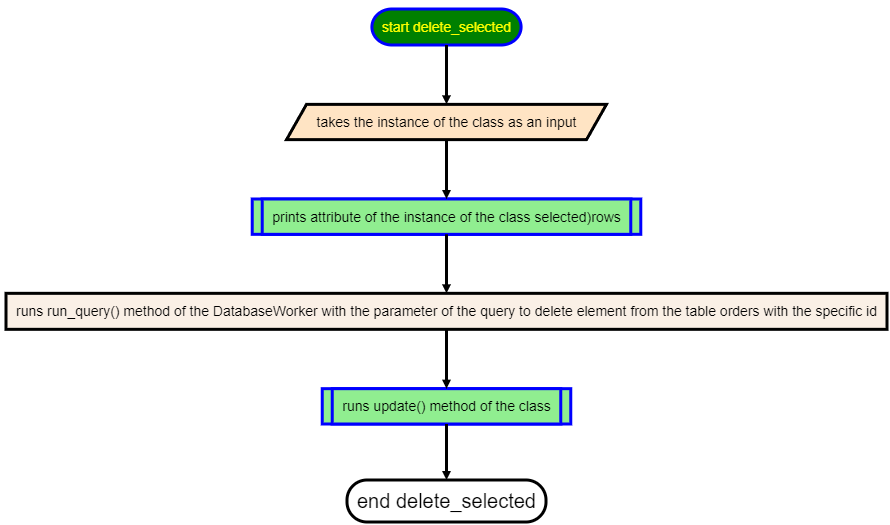 start delete_selected
takes the instance of the class as an input
prints attribute of the instance of the class selected)rows
runs run_query() method of the DatabaseWorker with the parameter of the query to delete element from the table orders with the specific id
runs update() method of the class
end delete_selected